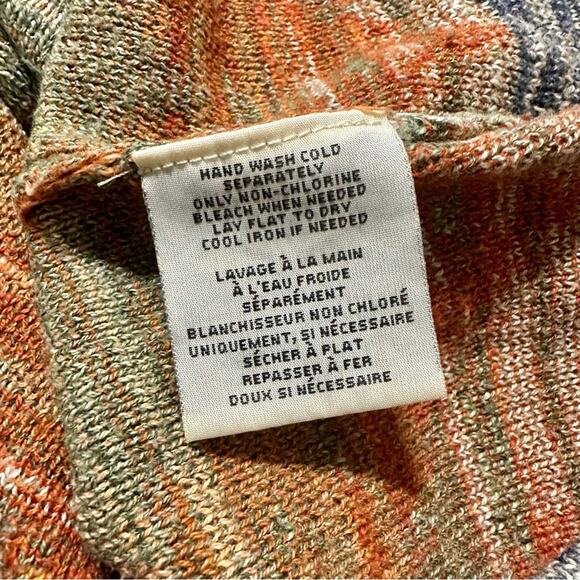 HAND WASH COLD
SEPARATELY
ONLY NON-CHLORINE
BLEACH WHEN NEEDED
LAY FLAT TO DRY
COOL IRON IF NEEDED
LAVAGE À LA MAIN
À L'EAU FROIDE
SÉPARÉMENT
BLANCHISSEUR NON CHLORÉ
UNIQUEMENT, SI NÉCESSAIRE
SÉCHER À PLAT
REPASSER À FER
DOUX SI NÉCESSAIRE